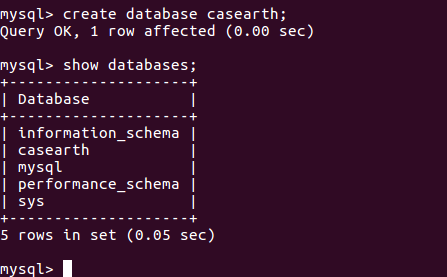 mysql> create database casearth;
Query OK, 1 row affected (0.00 sec)
mysql> show databases;
+--------------------+
| Database           |
+--------------------+
| information_schema |
| casearth           |
| mysql              |
| performance_schema |
| sys                |
+--------------------+
5 rows in set (0.05 sec)
mysql>